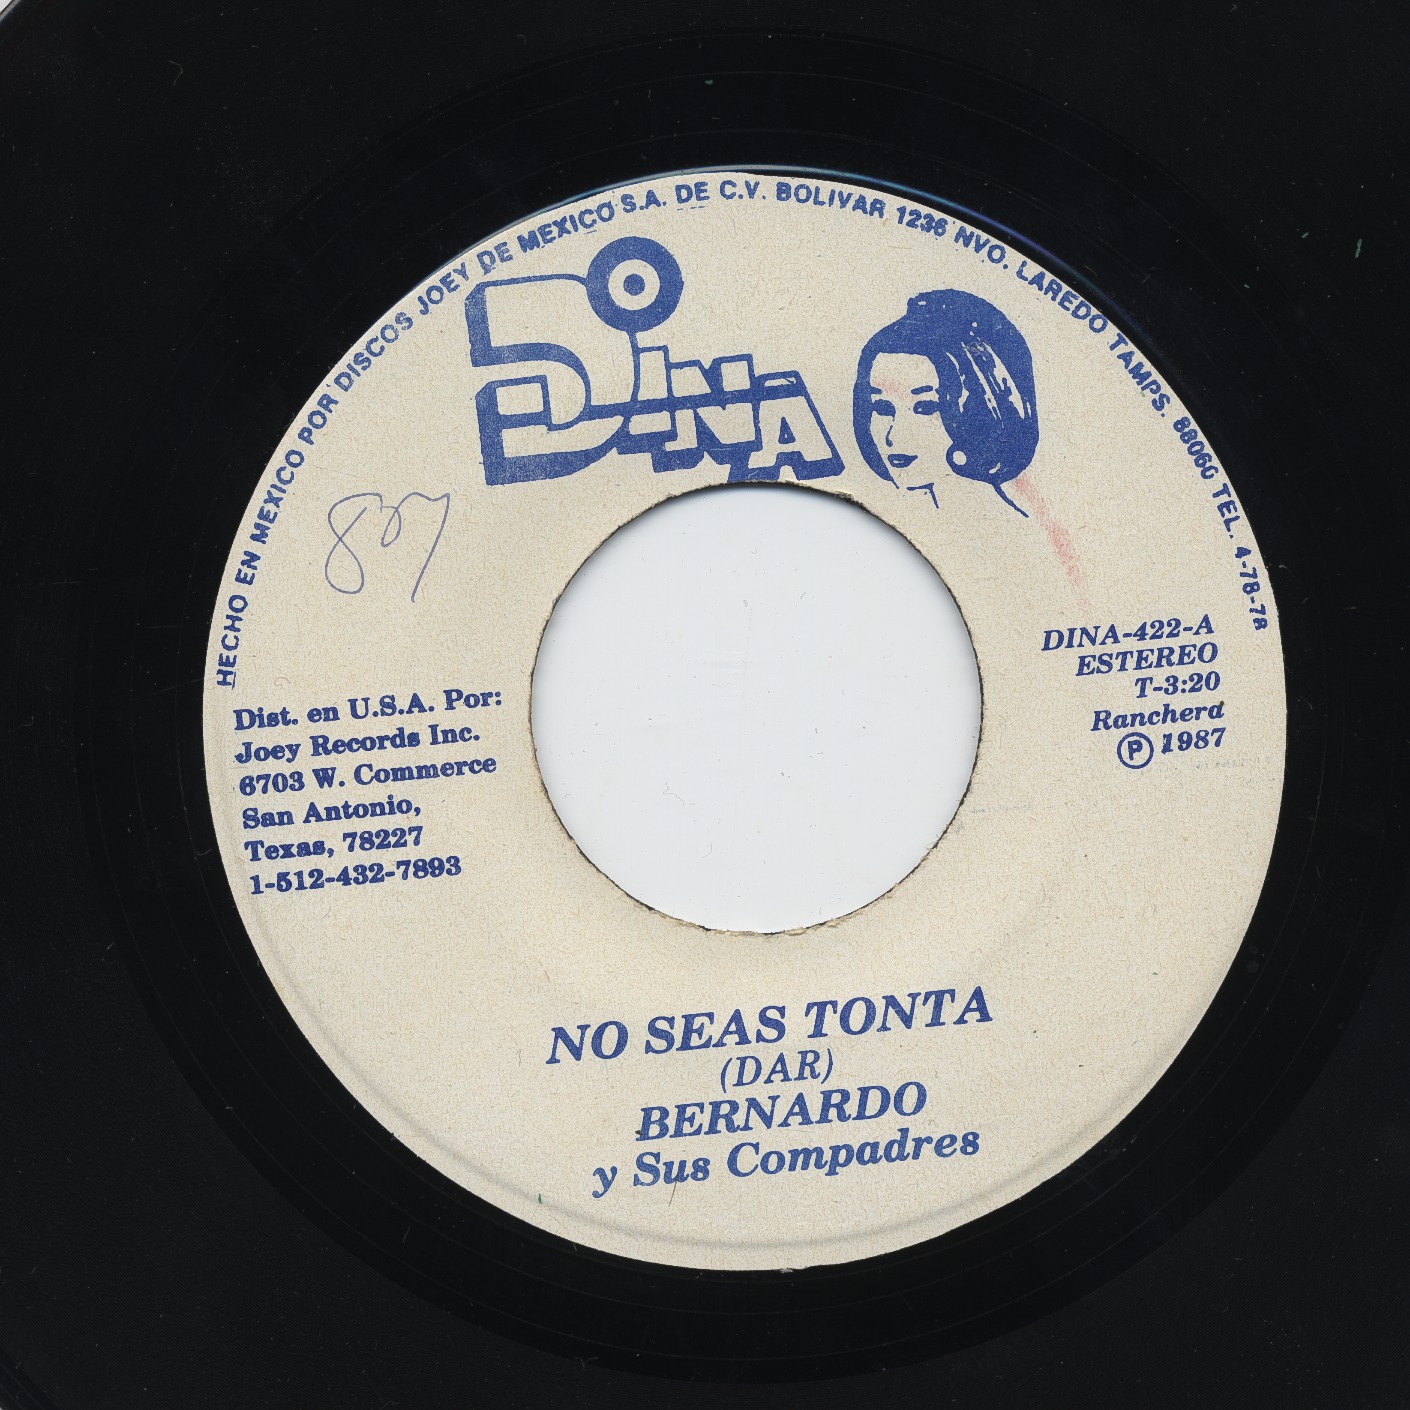 HECHO EN MEXICO POR DISCOS JOEY DE MEXICO S.A. DE C.V. BOLIVAR 1236 NVO. LAREDO TAMPS. 88060 TEL. 4-78-78
DINA
837
DINA-422-A
ESTEREO
T-3:20
Ranchera
Ⓟ 1987
Dist. en U.S.A. Por:
Joey Records Inc.
6703 W. Commerce
San Antonio,
Texas, 78227
1-512-432-7893
NO SEAS TONTA
(DAR)
BERNARDO
y Sus Compadres